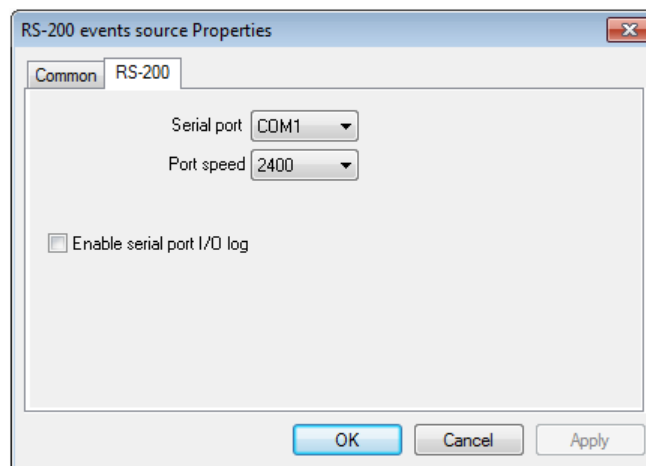 RS-200 events source Properties
Common RS-200
Serial port COM1
Port speed 2400
Enable serial port I/O log
OK Cancel Apply